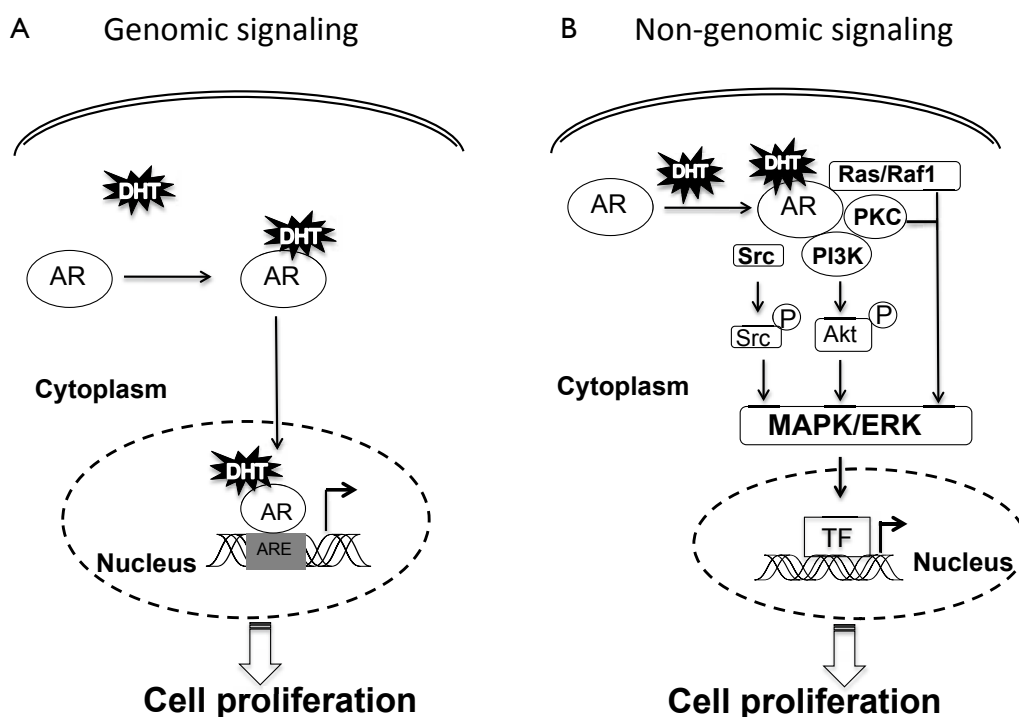 A Genomic signaling
DHT
AR
DHT
AR
Cytoplasm
DHT
AR
ARE
Nucleus
Cell proliferation
B Non-genomic signaling
AR
DHT
DHT
AR
Ras/Raf1
PKC
PI3K
Src
Src P
Akt P
Cytoplasm
MAPK/ERK
TF
Nucleus
Cell proliferation